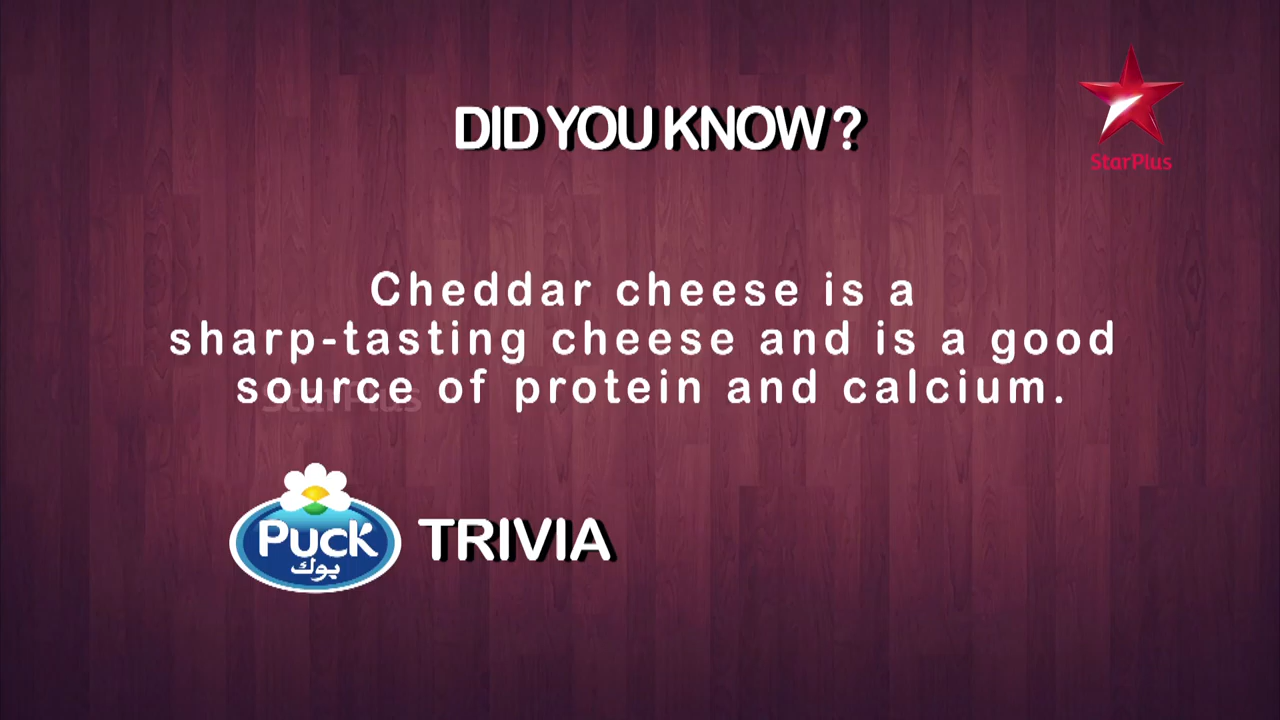 DID YOU KNOW?
StarPlus
Cheddar cheese is a
sharp-tasting cheese and is a good
source of protein and calcium.
StarPlus
Puck
بوك
TRIVIA